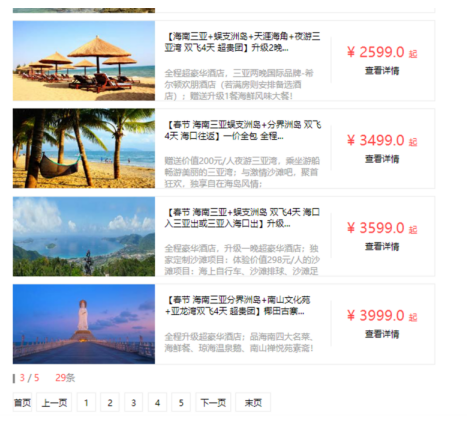 【海南三亚+蜈支洲岛+天涯海角+夜游三
亚湾 双飞4天 超贵团】升级2晚...
¥ 2599.0 起
查看详情
全程超豪华酒店，三亚两晚国际品牌-希
尔顿欢朋酒店（若满房则安排备选酒
店）；赠送升级1餐海鲜风味大餐！
【春节 海南三亚蜈支洲岛+分界洲岛 双飞
4天 海口往返】一价全包 全程...
¥ 3499.0 起
查看详情
赠送价值200元/人夜游三亚湾，乘坐游船
畅游美丽的三亚湾；与激情沙滩吧，聚首
狂欢，独享自在海岛风情；
【春节 海南三亚+蜈支洲岛 双飞4天 海口
入三亚出或三亚入海口出】升级...
¥ 3599.0 起
查看详情
全程豪华酒店，升级一晚超豪华酒店；独
家定制沙滩项目：体验价值298元/人的沙
滩项目：海上自行车、沙滩排球、沙滩足
【春节 海南三亚分界洲岛+南山文化苑
+亚龙湾双飞4天 超贵团】椰田古寨...
¥ 3999.0 起
查看详情
全程升级超豪华酒店；品海南四大名菜、
海鲜餐、琼海温泉鹅、南山禅悦苑素斋！
3 / 5 29条
首页 上一页 1 2 3 4 5 下一页 末页